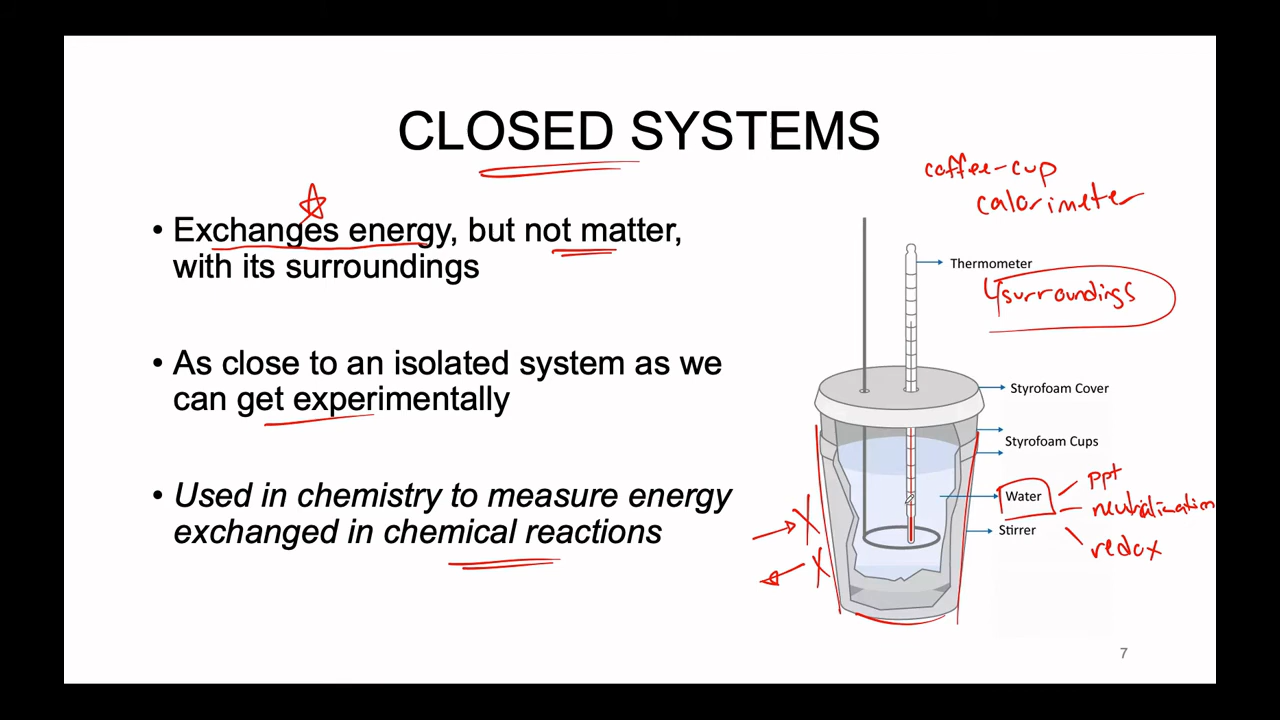 CLOSED SYSTEMS
coffee-cup
calorimeter
• Exchanges energy, but not matter,
with its surroundings
• As close to an isolated system as we
can get experimentally
• Used in chemistry to measure energy
exchanged in chemical reactions
Thermometer
surroundings
Styrofoam Cover
Styrofoam Cups
Water
ppt
neutralization
Stirrer
redox
7